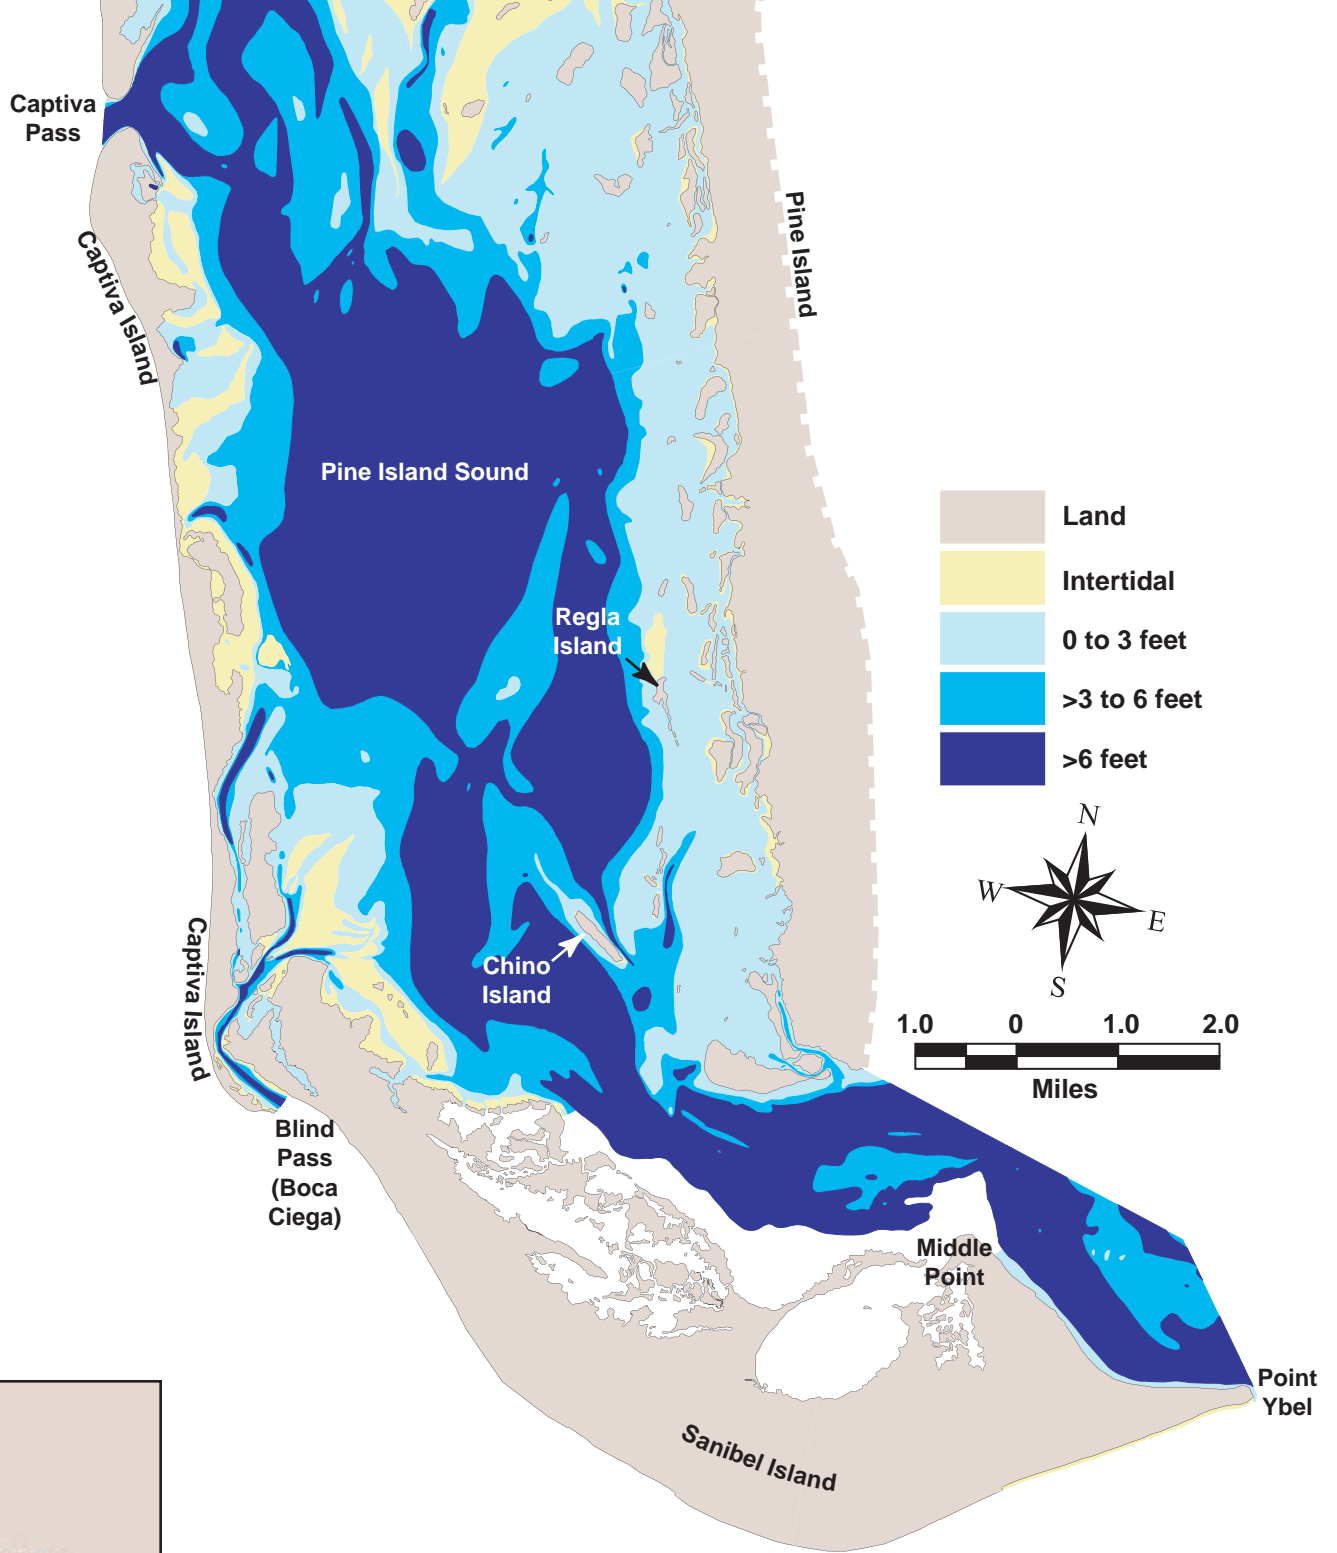 Captiva
Pass
Captiva Island
Pine Island
Pine Island Sound
Land
Intertidal
0 to 3 feet
>3 to 6 feet
>6 feet
Regla
Island
N
W
E
S
Captiva Island
Chino
Island
1.0 0 1.0 2.0
Miles
Blind
Pass
(Boca
Ciega)
Middle
Point
Point
Ybel
Sanibel Island